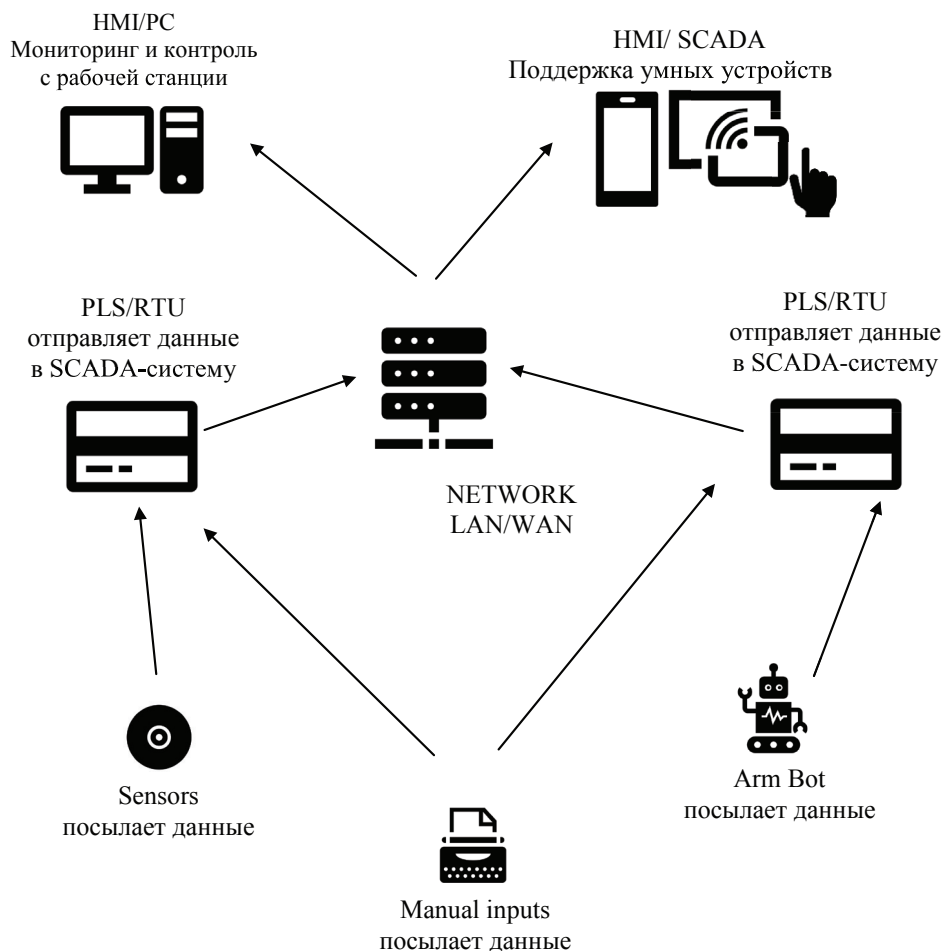 HMI/PC
Мониторинг и контроль
с рабочей станции
HMI/ SCADA
Поддержка умных устройств
PLS/RTU
отправляет данные
в SCADA-систему
PLS/RTU
отправляет данные
в SCADA-систему
NETWORK
LAN/WAN
Sensors
посылает данные
Arm Bot
посылает данные
Manual inputs
посылает данные